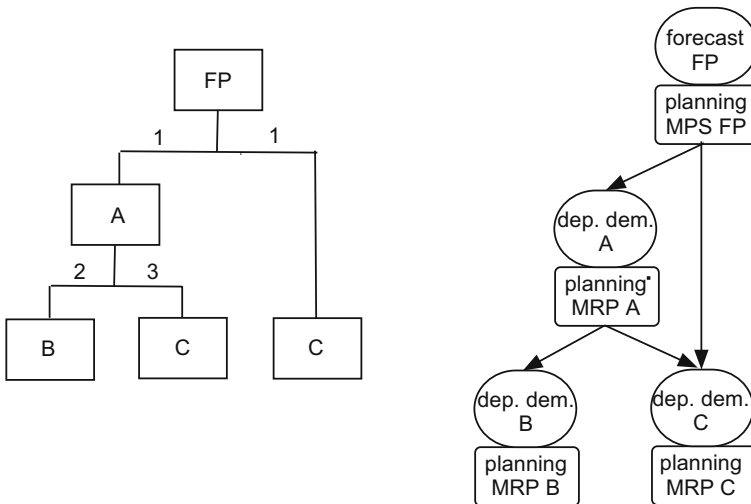 FP
1
1
A
2
3
B
C
C
forecast
FP
planning
MPS FP
dep. dem.
A
planning
MRP A
dep. dem.
B
planning
MRP B
dep. dem.
C
planning
MRP C